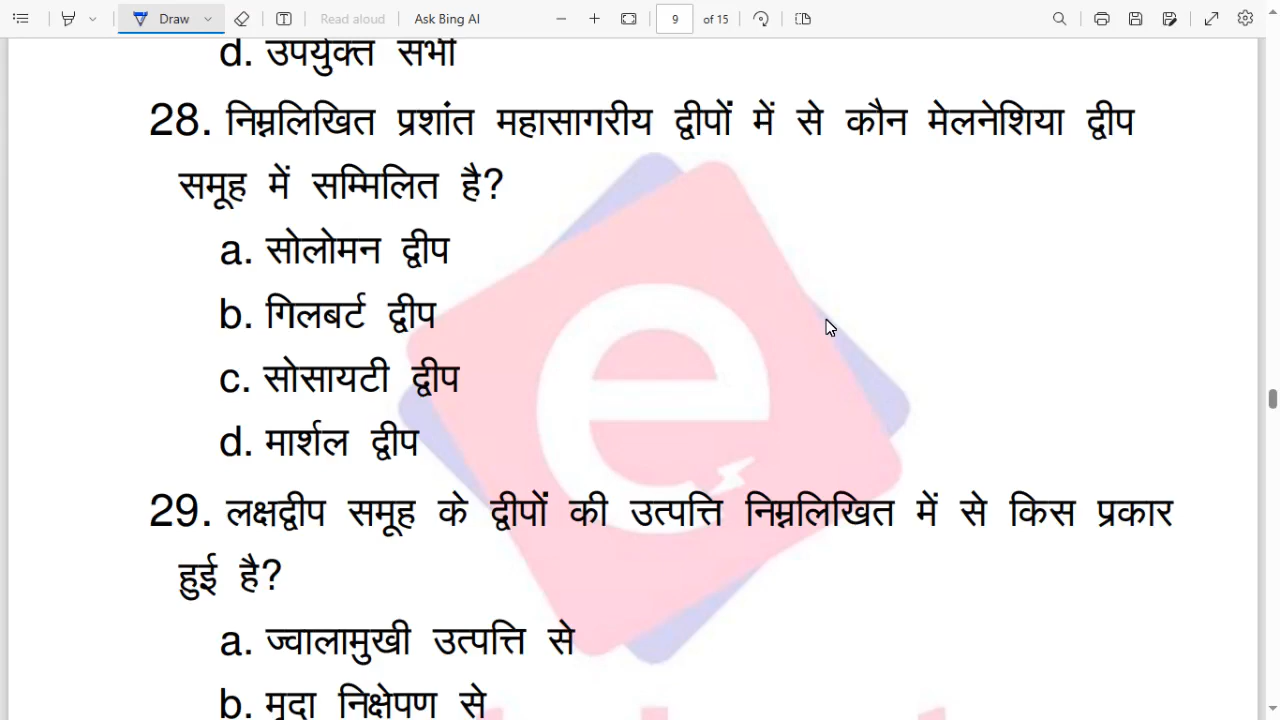 Draw
Read aloud
Ask Bing AI
9 of 15
d. उपर्युक्त सभी
28. निम्नलिखित प्रशांत महासागरीय द्वीपों में से कौन मेलनेशिया द्वीप
समूह में सम्मिलित है?
a. सोलोमन द्वीप
b. गिलबर्ट द्वीप
c. सोसायटी द्वीप
d. मार्शल द्वीप
29. लक्षद्वीप समूह के द्वीपों की उत्पत्ति निम्नलिखित में से किस प्रकार
हुई है?
a. ज्वालामुखी उत्पत्ति से
b. मृदा निक्षेपण से